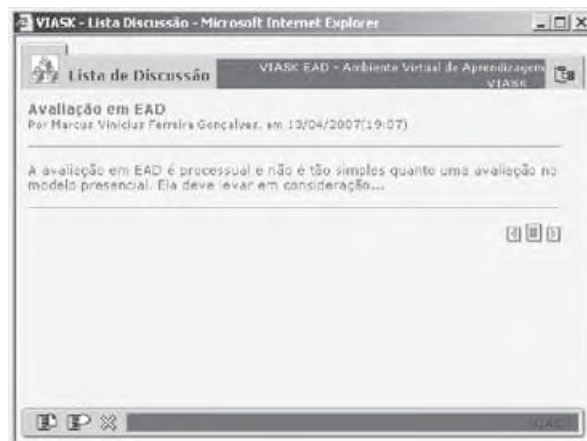 VIASK - Lista Discussão - Microsoft Internet Explorer
Lista de Discussão
VIASK EAD - Ambiente Virtual de Aprendizagem
VIASK
Avaliação em EAD
Por Marcus Vinicius Ferreira Gonçalves, em 13/04/2007(19:07)
A avaliação em EAD é processual e não é tão simples quanto uma avaliação no
modelo presencial. Ela deve levar em consideração...